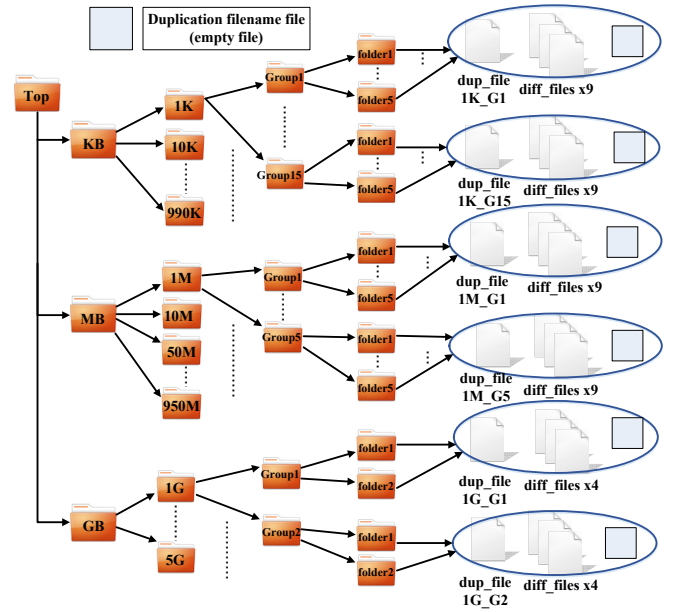 Duplication filename file
(empty file)
Top
KB
1K
10K
990K
Group1
Group15
folder1
folder5
folder1
folder5
dup_file
1K_G1
diff_files x9
dup_file
1K_G15
diff_files x9
MB
1M
10M
50M
950M
Group1
Group5
folder1
folder5
folder1
folder5
dup_file
1M_G1
diff_files x9
dup_file
1M_G5
diff_files x9
GB
1G
5G
Group1
Group2
folder1
folder2
folder1
folder2
dup_file
1G_G1
diff_files x4
dup_file
1G_G2
diff_files x4